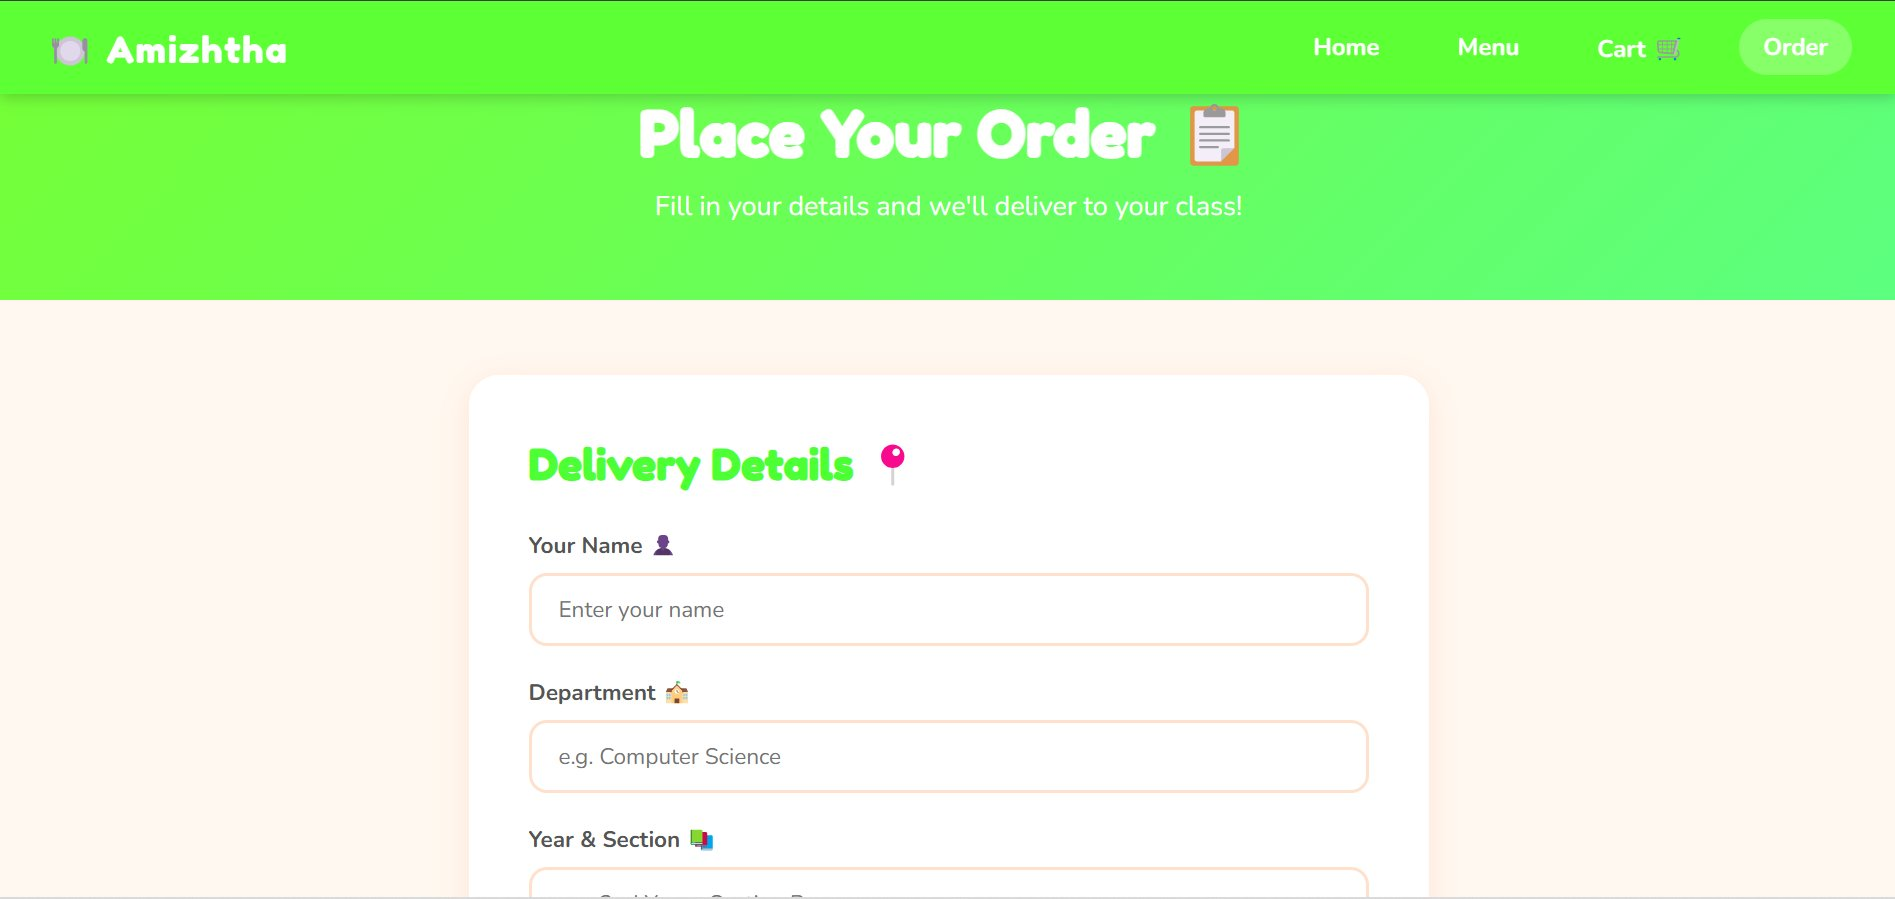 Amizhtha
Home Menu Cart Order
Place Your Order
Fill in your details and we'll deliver to your class!
Delivery Details
Your Name
Enter your name
Department
e.g. Computer Science
Year & Section